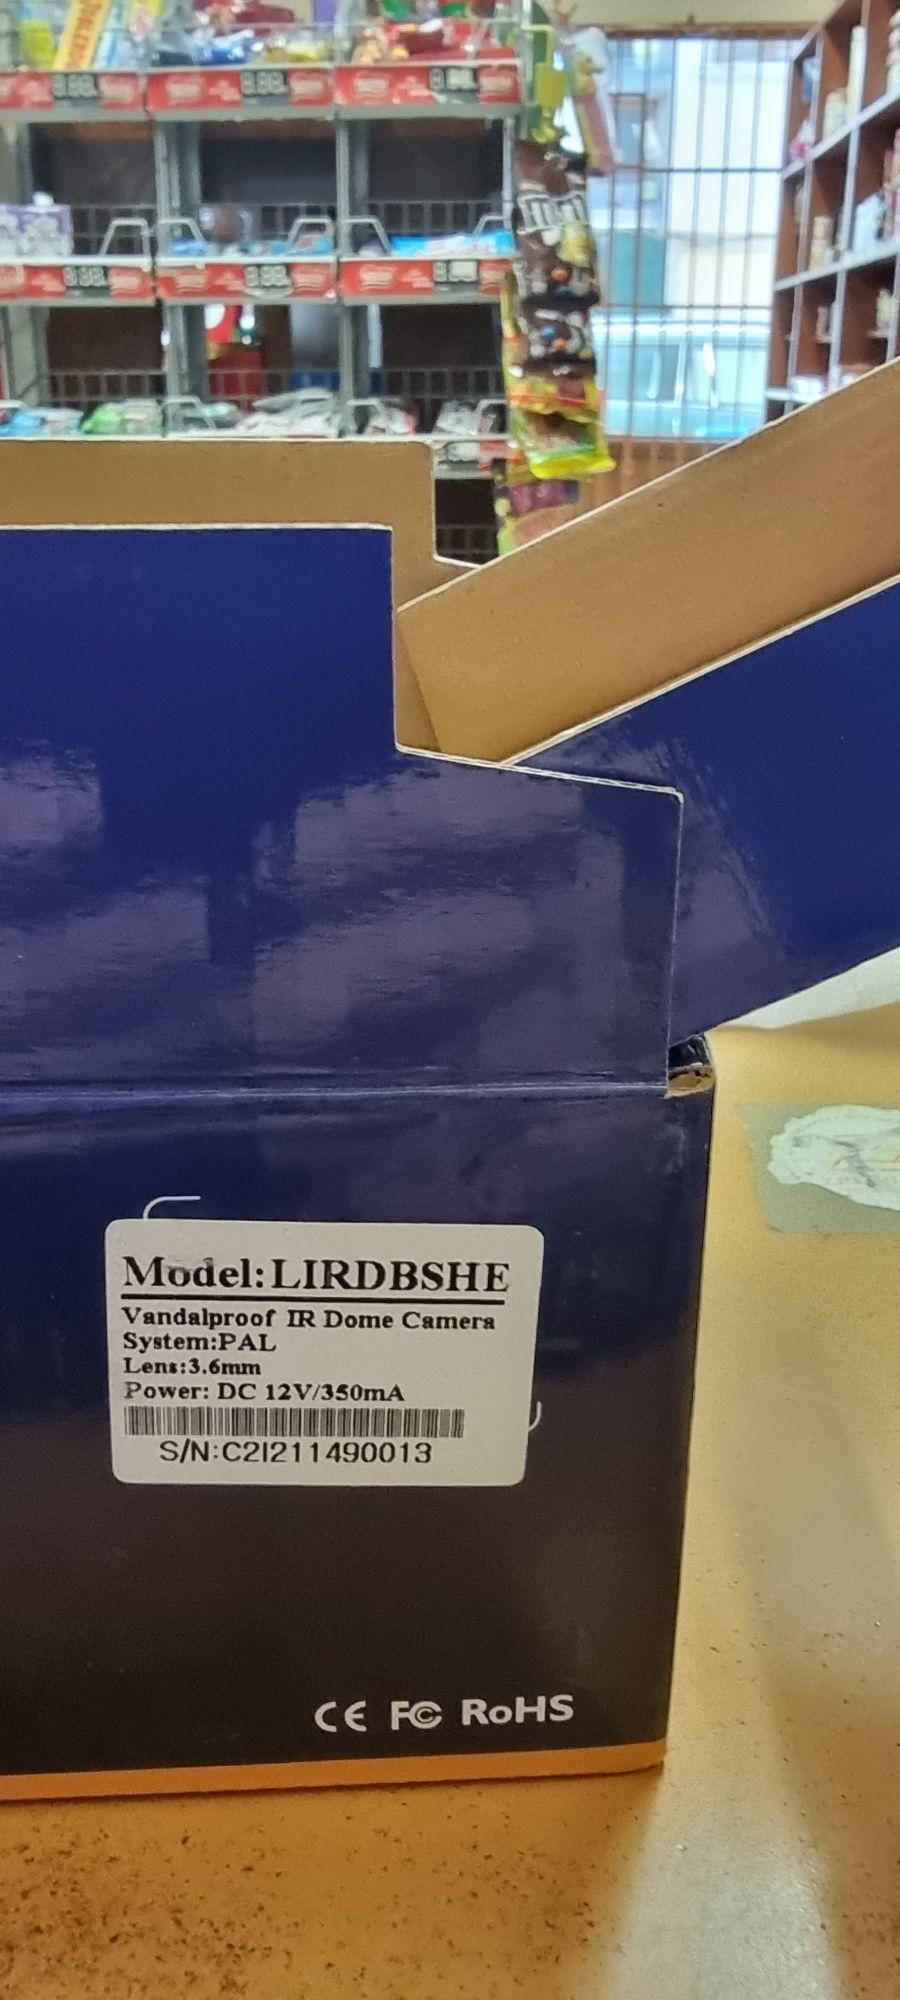 Model:LIRDBSHE
Vandalproof IR Dome Camera
System:PAL
Lens:3.6mm
Power: DC 12V/350mA
S/N:C2I211490013
CE FC RoHS